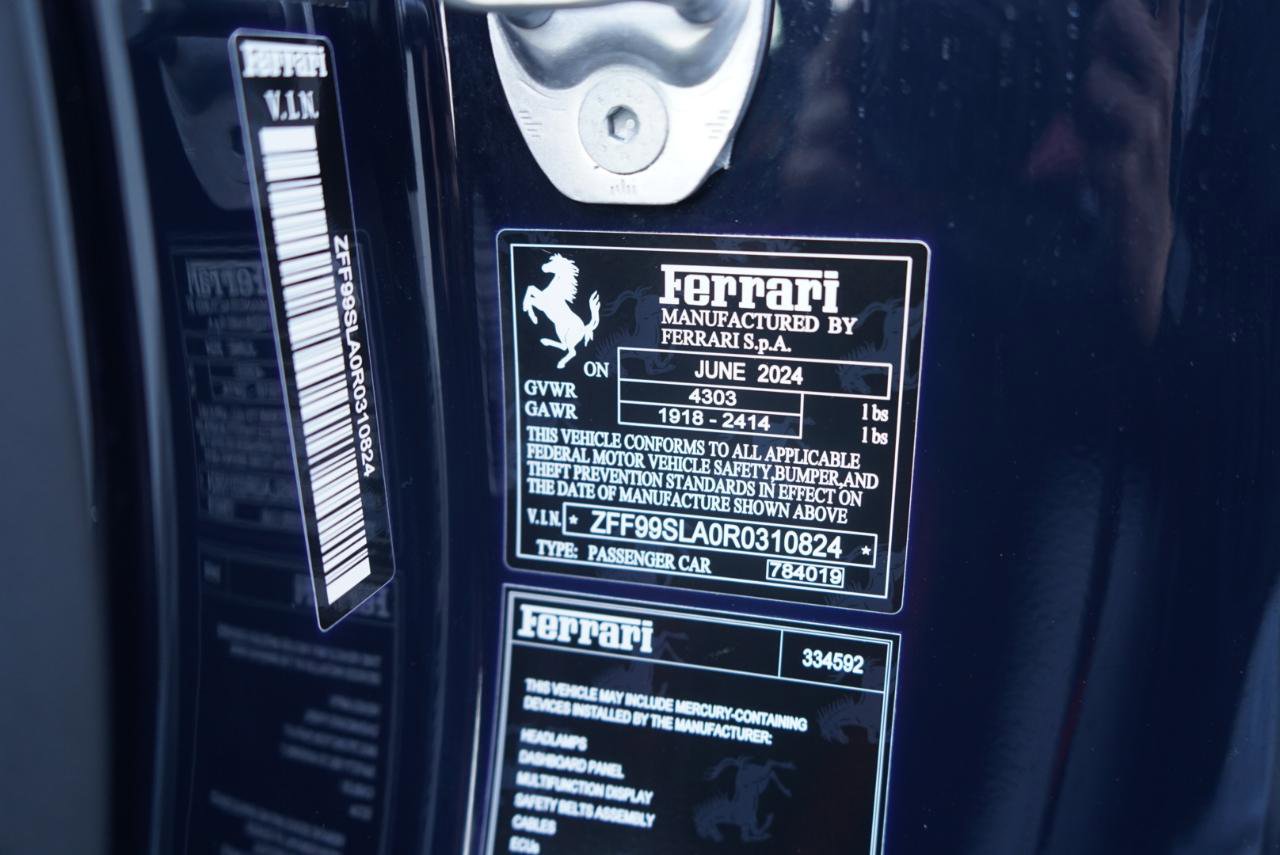 Ferrari
V.I.N.
ZFF99SLA0R0310824
Ferrari
MANUFACTURED BY
FERRARI S.p.A.
ON JUNE 2024
GVWR 4303 lbs
GAWR 1918 - 2414 lbs
THIS VEHICLE CONFORMS TO ALL APPLICABLE
FEDERAL MOTOR VEHICLE SAFETY,BUMPER,AND
THEFT PREVENTION STANDARDS IN EFFECT ON
THE DATE OF MANUFACTURE SHOWN ABOVE
V.I.N. * ZFF99SLA0R0310824 *
TYPE: PASSENGER CAR 784019
Ferrari 334592
THIS VEHICLE MAY INCLUDE MERCURY-CONTAINING
DEVICES INSTALLED BY THE MANUFACTURER:
HEADLAMPS
DASHBOARD PANEL
MULTIFUNCTION DISPLAY
SAFETY BELTS ASSEMBLY
CABLES
ECUs